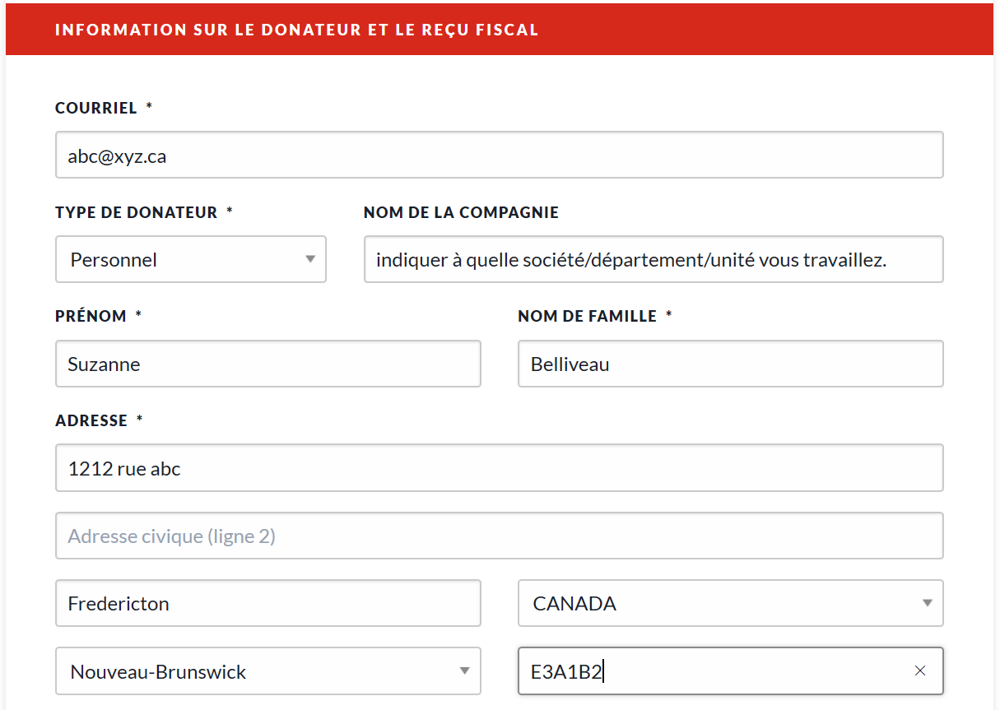 INFORMATION SUR LE DONATEUR ET LE REÇU FISCAL
COURRIEL *
abc@xyz.ca
TYPE DE DONATEUR * NOM DE LA COMPAGNIE
Personnel indiquer à quelle société/département/unité vous travaillez.
PRÉNOM * NOM DE FAMILLE *
Suzanne Belliveau
ADRESSE *
1212 rue abc
Adresse civique (ligne 2)
Fredericton CANADA
Nouveau-Brunswick E3A1B2